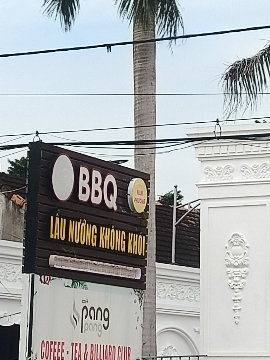 BBQ
LẨU NƯỚNG KHÔNG KHÓI
pang
pang
COFFEE - TEA & BILLIARD CLUB